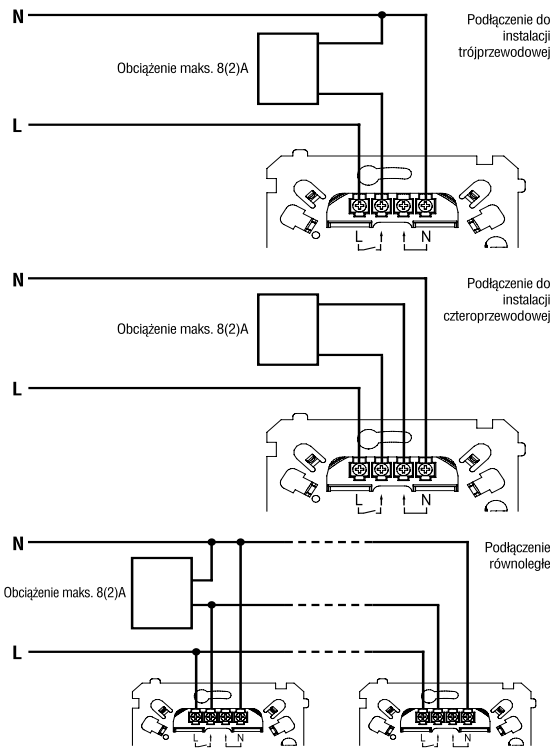 N
Podłączenie do
instalacji
trójprzewodowej
Obciążenie maks. 8(2)A
L
L N
N
Podłączenie do
instalacji
czteroprzewodowej
Obciążenie maks. 8(2)A
L
L N
N
Podłączenie
równoległe
Obciążenie maks. 8(2)A
L
L N L N